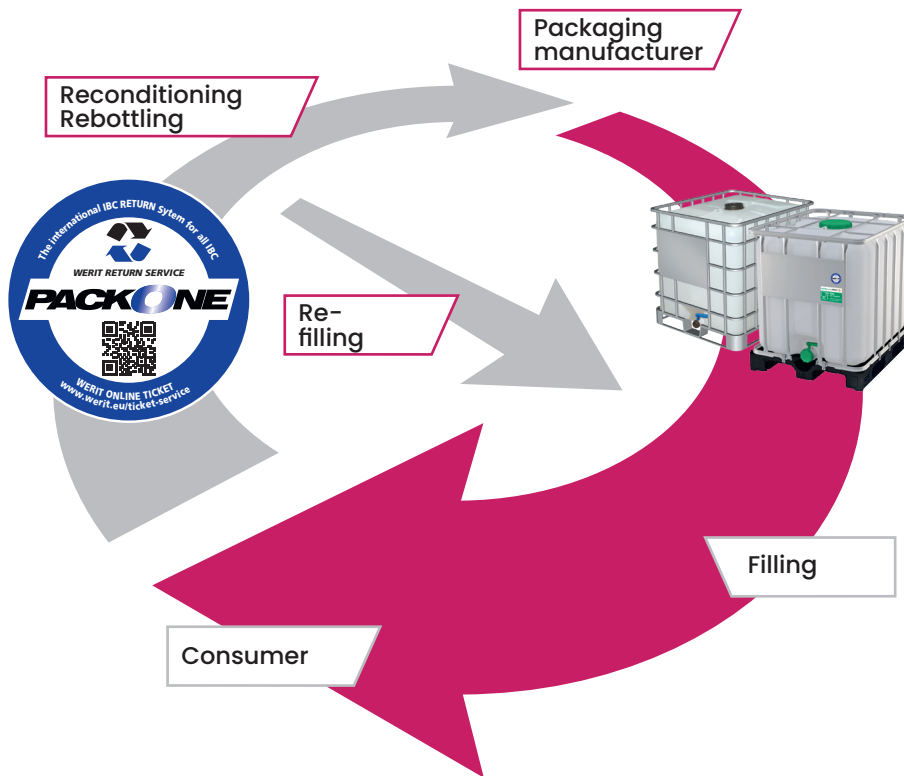 Packaging
manufacturer
Reconditioning
Rebottling
The international IBC RETURN Sytem for all IBC
WERIT RETURN SERVICE
PACKONE
WERIT ONLINE TICKET
www.werit.eu/ticket-service
Re-
filling
Filling
Consumer